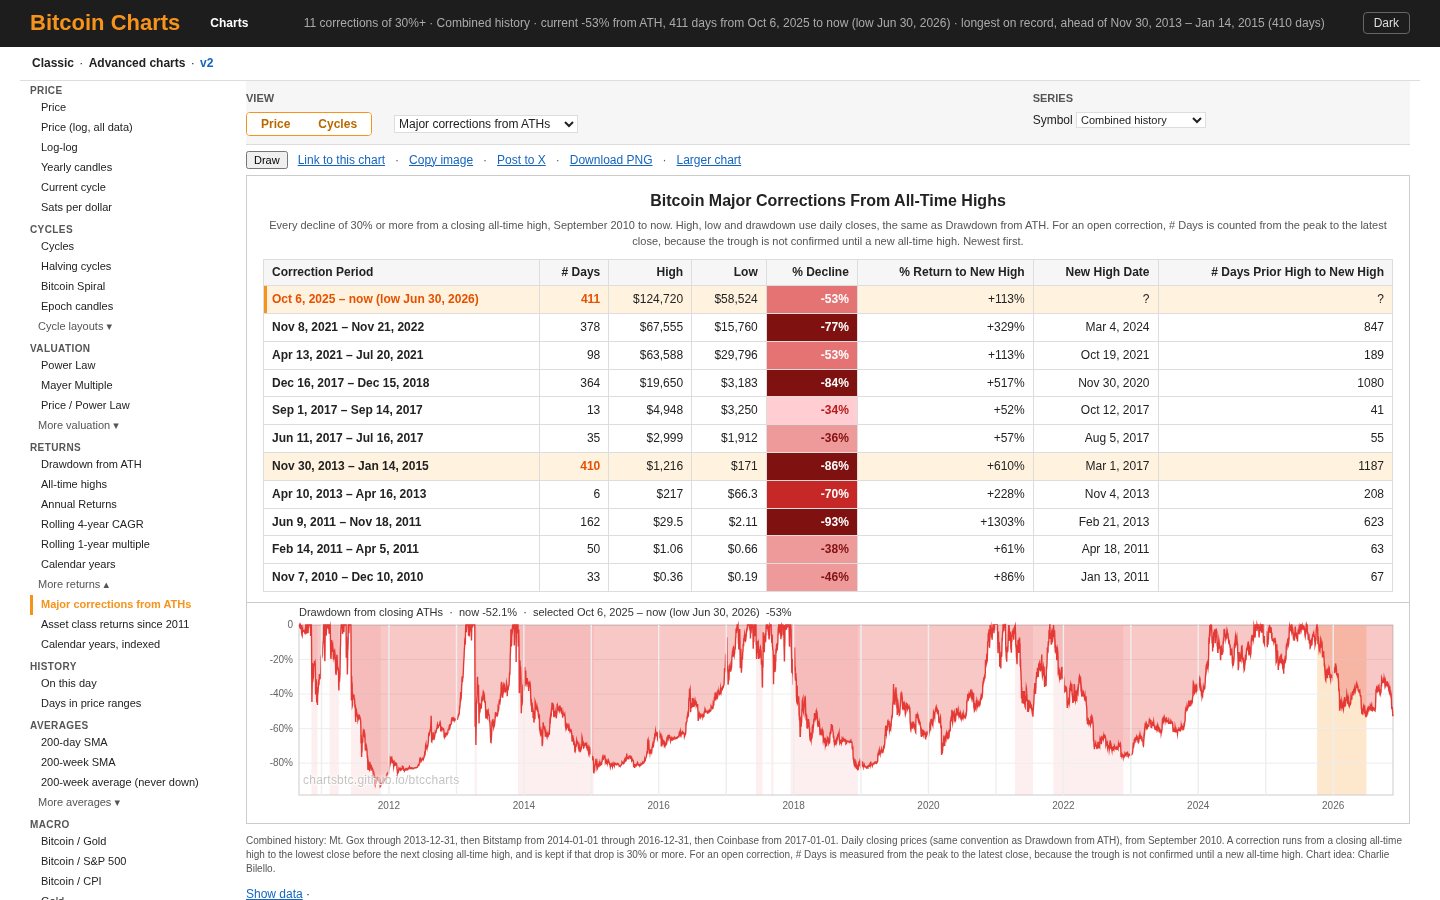 Bitcoin Charts
Charts
11 corrections of 30%+ · Combined history · current -53% from ATH, 411 days from Oct 6, 2025 to now (low Jun 30, 2026) · longest on record, ahead of Nov 30, 2013 – Jan 14, 2015 (410 days)
Dark
Classic · Advanced charts · v2
PRICE
Price
Price (log, all data)
Log-log
Yearly candles
Current cycle
Sats per dollar
CYCLES
Cycles
Halving cycles
Bitcoin Spiral
Epoch candles
Cycle layouts ▾
VALUATION
Power Law
Mayer Multiple
Price / Power Law
More valuation ▾
RETURNS
Drawdown from ATH
All-time highs
Annual Returns
Rolling 4-year CAGR
Rolling 1-year multiple
Calendar years
More returns ▴
Major corrections from ATHs
Asset class returns since 2011
Calendar years, indexed
HISTORY
On this day
Days in price ranges
AVERAGES
200-day SMA
200-week SMA
200-week average (never down)
More averages ▾
MACRO
Bitcoin / Gold
Bitcoin / S&P 500
Bitcoin / CPI
VIEW
Price Cycles Major corrections from ATHs
SERIES
Symbol Combined history
Draw Link to this chart · Copy image · Post to X · Download PNG · Larger chart
Bitcoin Major Corrections From All-Time Highs
Every decline of 30% or more from a closing all-time high, September 2010 to now. High, low and drawdown use daily closes, the same as Drawdown from ATH. For an open correction, # Days is counted from the peak to the latest
close, because the trough is not confirmed until a new all-time high. Newest first.
Correction Period # Days High Low % Decline % Return to New High New High Date # Days Prior High to New High
Oct 6, 2025 – now (low Jun 30, 2026) 411 $124,720 $58,524 -53% +113% ? ?
Nov 8, 2021 – Nov 21, 2022 378 $67,555 $15,760 -77% +329% Mar 4, 2024 847
Apr 13, 2021 – Jul 20, 2021 98 $63,588 $29,796 -53% +113% Oct 19, 2021 189
Dec 16, 2017 – Dec 15, 2018 364 $19,650 $3,183 -84% +517% Nov 30, 2020 1080
Sep 1, 2017 – Sep 14, 2017 13 $4,948 $3,250 -34% +52% Oct 12, 2017 41
Jun 11, 2017 – Jul 16, 2017 35 $2,999 $1,912 -36% +57% Aug 5, 2017 55
Nov 30, 2013 – Jan 14, 2015 410 $1,216 $171 -86% +610% Mar 1, 2017 1187
Apr 10, 2013 – Apr 16, 2013 6 $217 $66.3 -70% +228% Nov 4, 2013 208
Jun 9, 2011 – Nov 18, 2011 162 $29.5 $2.11 -93% +1303% Feb 21, 2013 623
Feb 14, 2011 – Apr 5, 2011 50 $1.06 $0.66 -38% +61% Apr 18, 2011 63
Nov 7, 2010 – Dec 10, 2010 33 $0.36 $0.19 -46% +86% Jan 13, 2011 67
Drawdown from closing ATHs · now -52.1% · selected Oct 6, 2025 – now (low Jun 30, 2026) -53%
0
-20%
-40%
-60%
-80%
chartsbtc.github.io/btccharts
2012 2014 2016 2018 2020 2022 2024 2026
Combined history: Mt. Gox through 2013-12-31, then Bitstamp from 2014-01-01 through 2016-12-31, then Coinbase from 2017-01-01. Daily closing prices (same convention as Drawdown from ATH), from September 2010. A correction runs from a closing all-time
high to the lowest close before the next closing all-time high, and is kept if that drop is 30% or more. For an open correction, # Days is measured from the peak to the latest close, because the trough is not confirmed until a new all-time high. Chart idea: Charlie
Bilello.
Show data ·